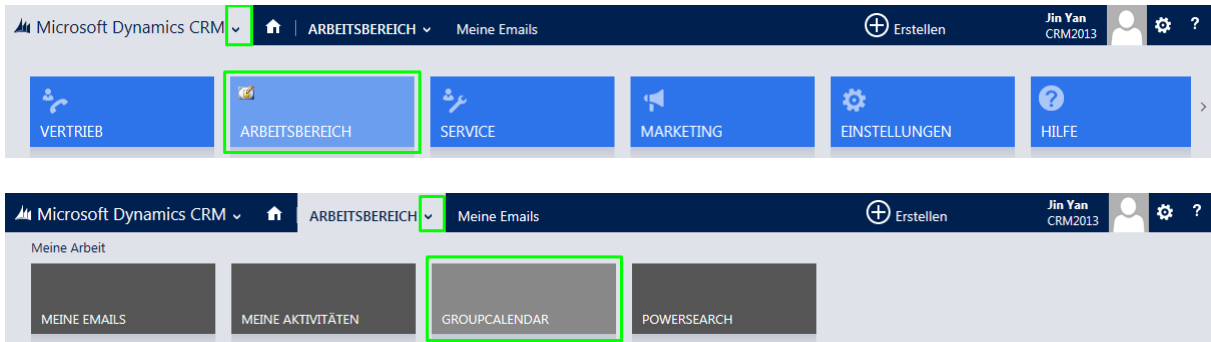 Microsoft Dynamics CRM ARBEITSBEREICH Meine Emails Erstellen Jin Yan CRM2013 ?
VERTRIEB ARBEITSBEREICH SERVICE MARKETING EINSTELLUNGEN HILFE
Microsoft Dynamics CRM ARBEITSBEREICH Meine Emails Erstellen Jin Yan CRM2013 ?
Meine Arbeit
MEINE EMAILS MEINE AKTIVITÄTEN GROUPCALENDAR POWERSEARCH